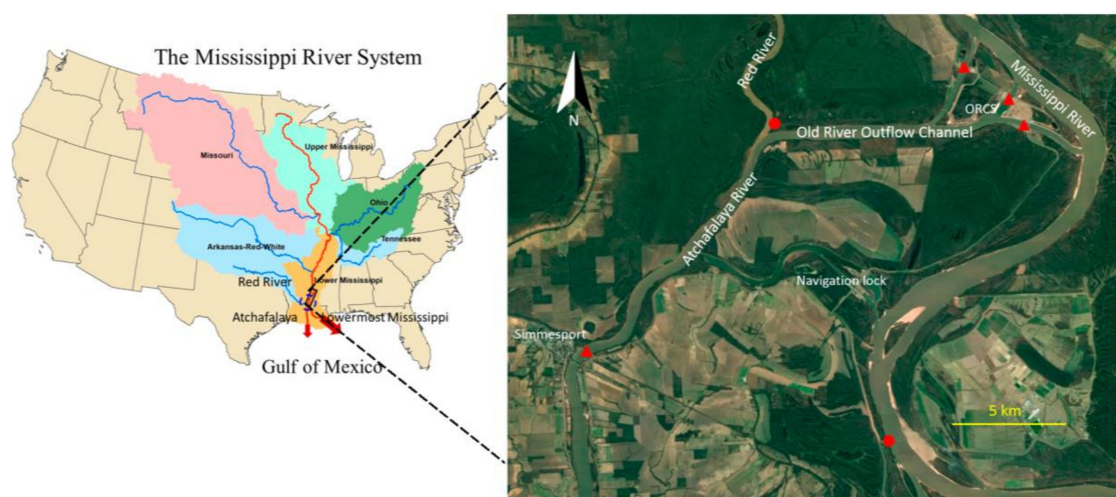 The Mississippi River System
Missouri
Upper Mississippi
Ohio
Tennessee
Arkansas-Red-White
Lower Mississippi
Red River
Atchafalaya
Lowermost Mississippi
Gulf of Mexico
N
Red River
Mississippi River
ORCS
Old River Outflow Channel
Atchafalaya River
Navigation lock
Simmesport
5 km